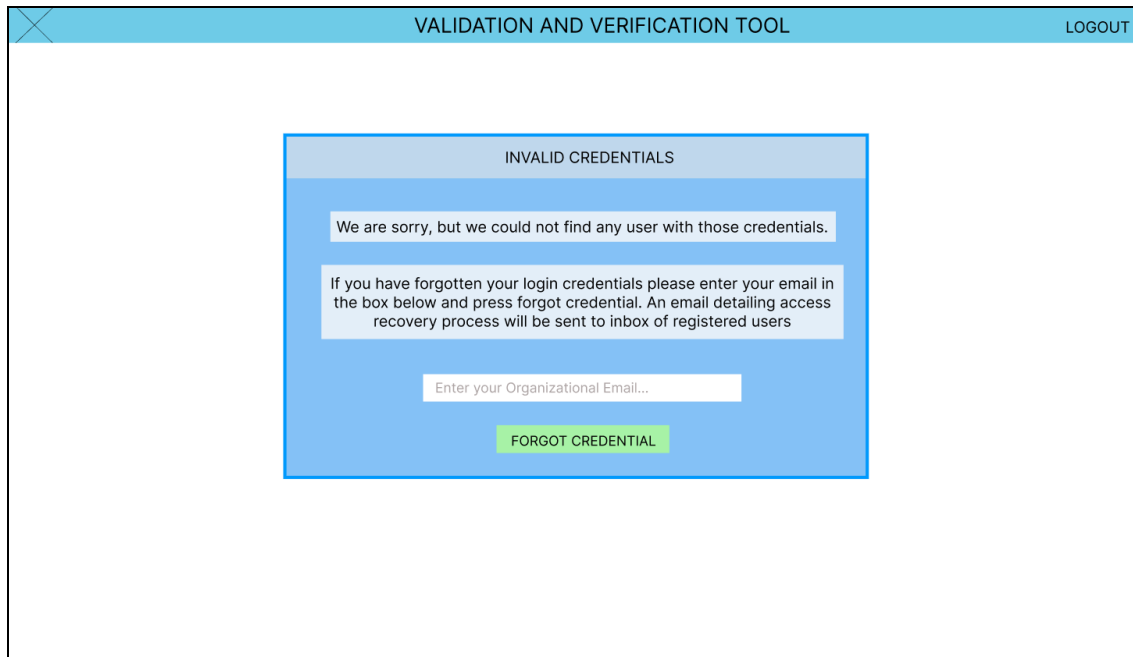 VALIDATION AND VERIFICATION TOOL
LOGOUT
INVALID CREDENTIALS
We are sorry, but we could not find any user with those credentials.
If you have forgotten your login credentials please enter your email in
the box below and press forgot credential. An email detailing access
recovery process will be sent to inbox of registered users
Enter your Organizational Email...
FORGOT CREDENTIAL